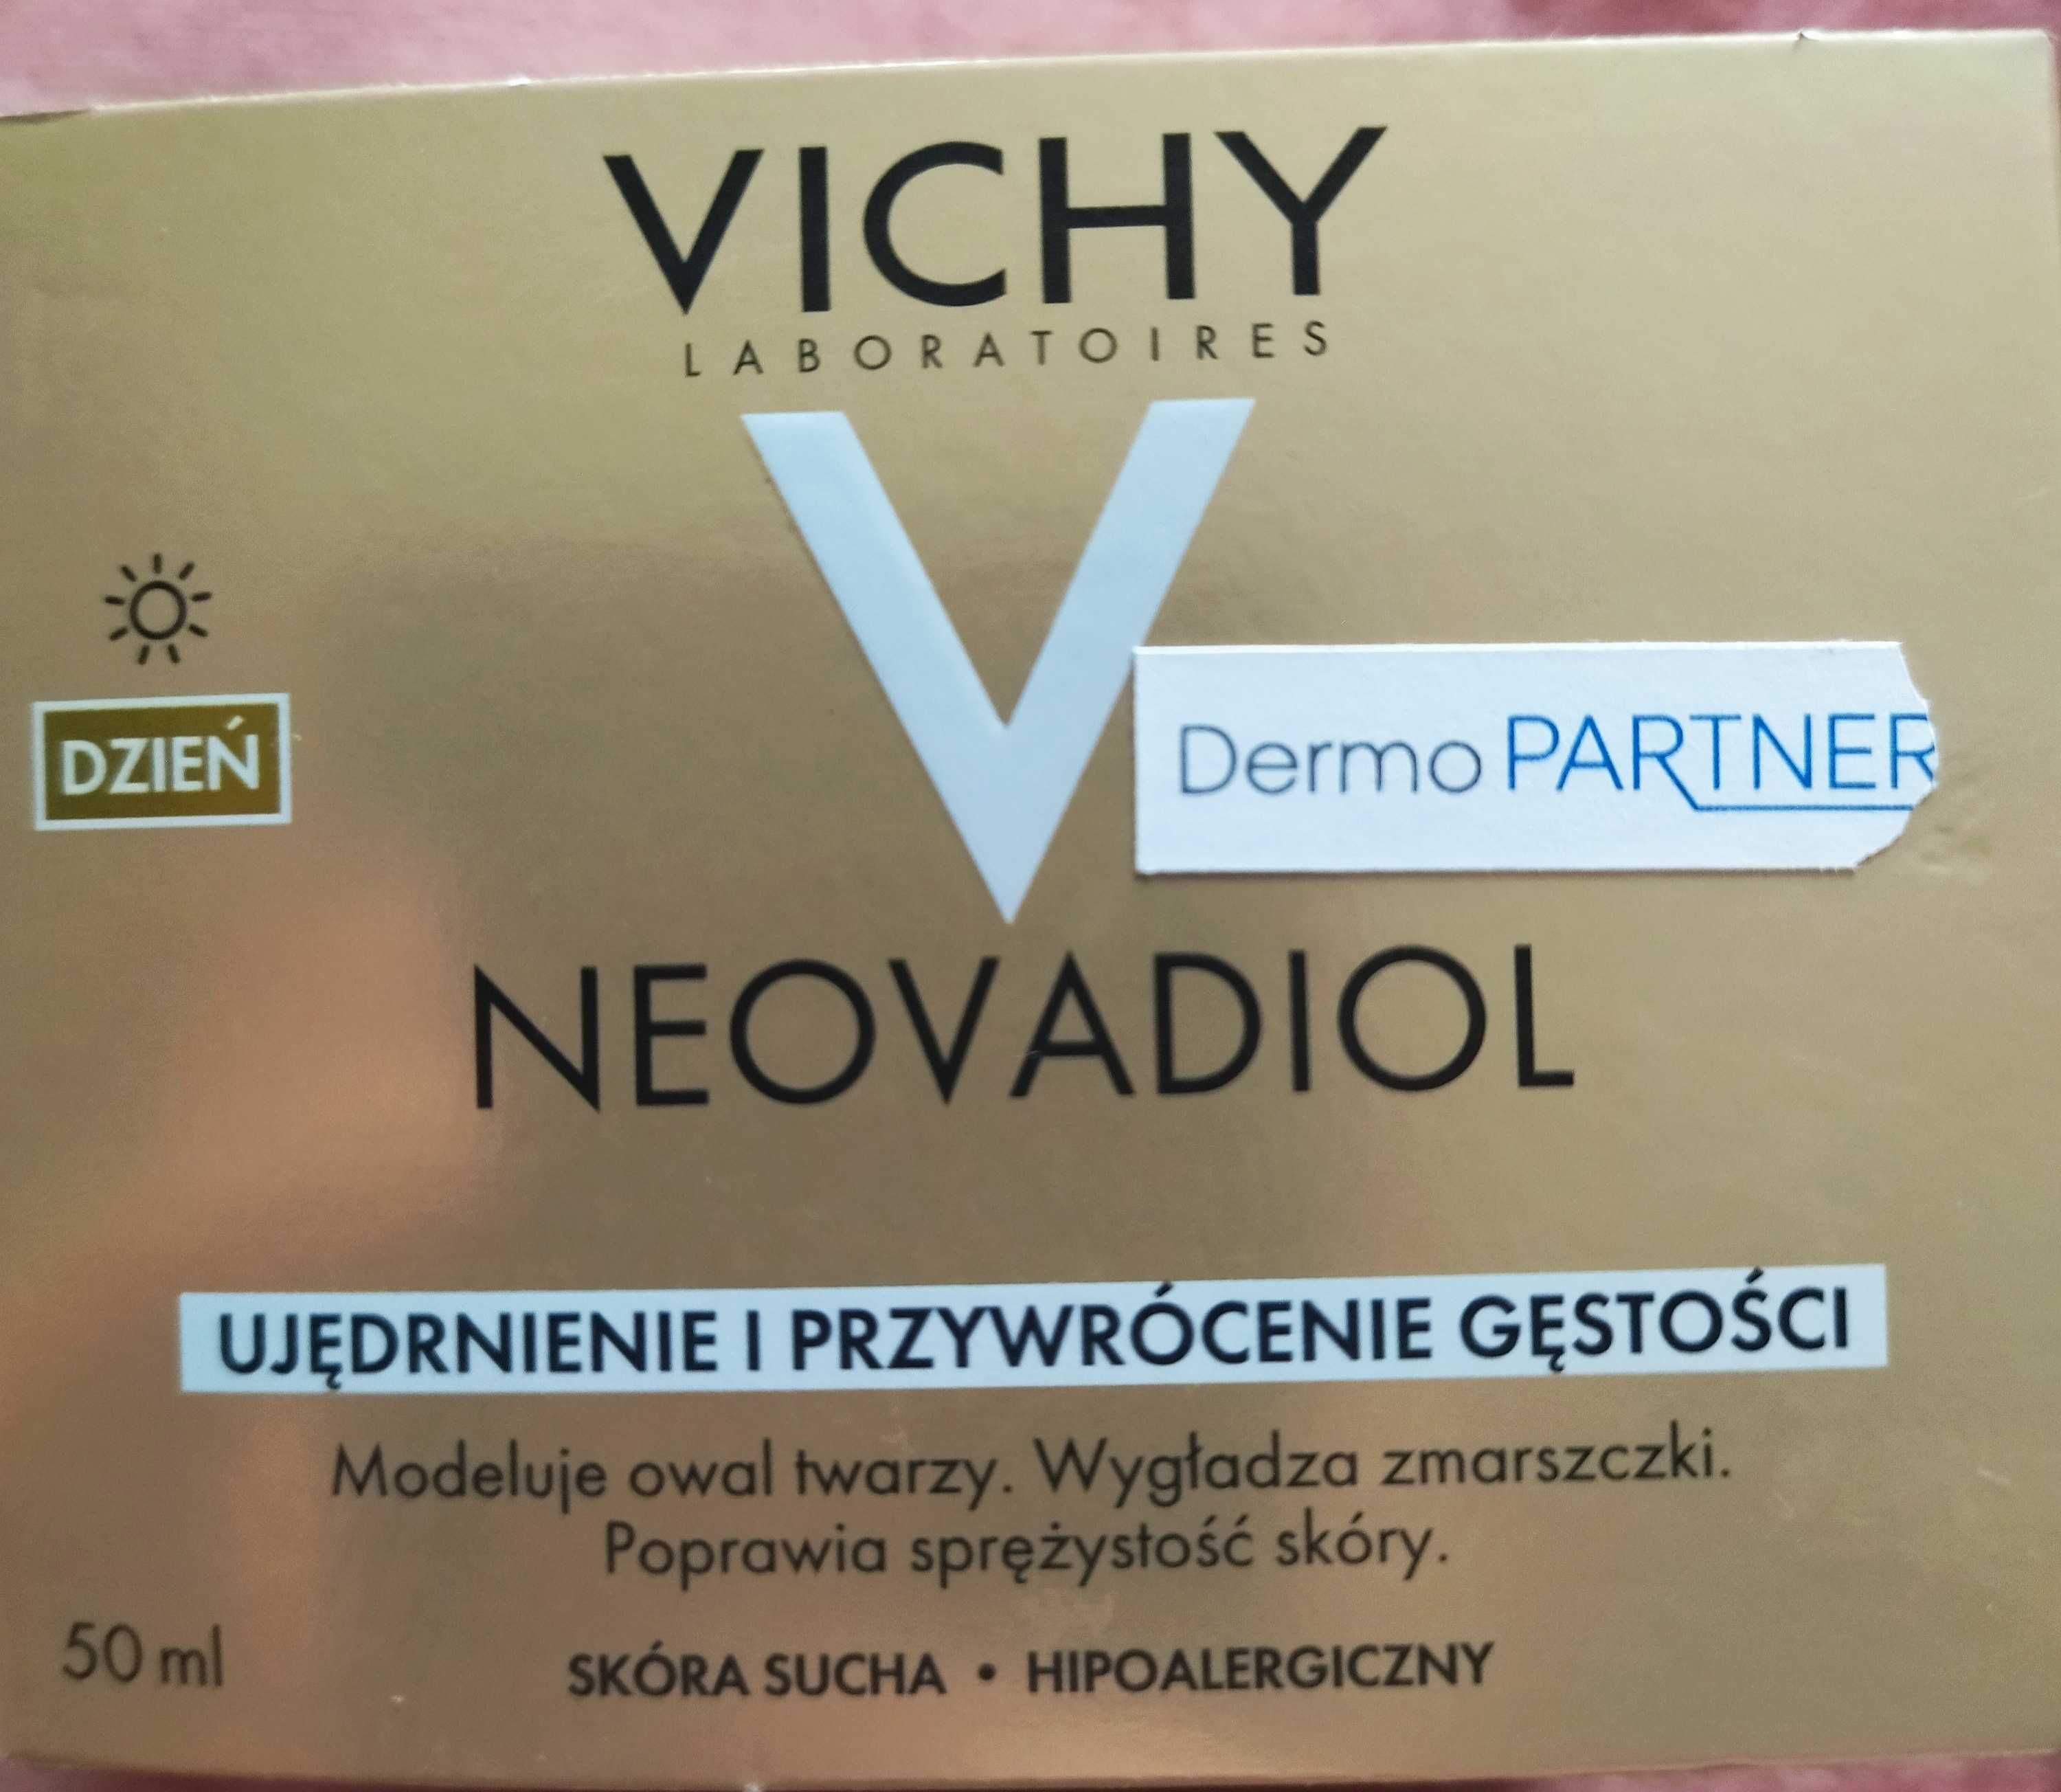 VICHY
LABORATOIRES
V
DZIEŃ
Dermo PARTNER
NEOVADIOL
UJĘDRNIENIE I PRZYWRÓCENIE GĘSTOŚCI
Modeluje owal twarzy. Wygładza zmarszczki.
Poprawia sprężystość skóry.
50 ml
SKÓRA SUCHA • HIPOALERGICZNY